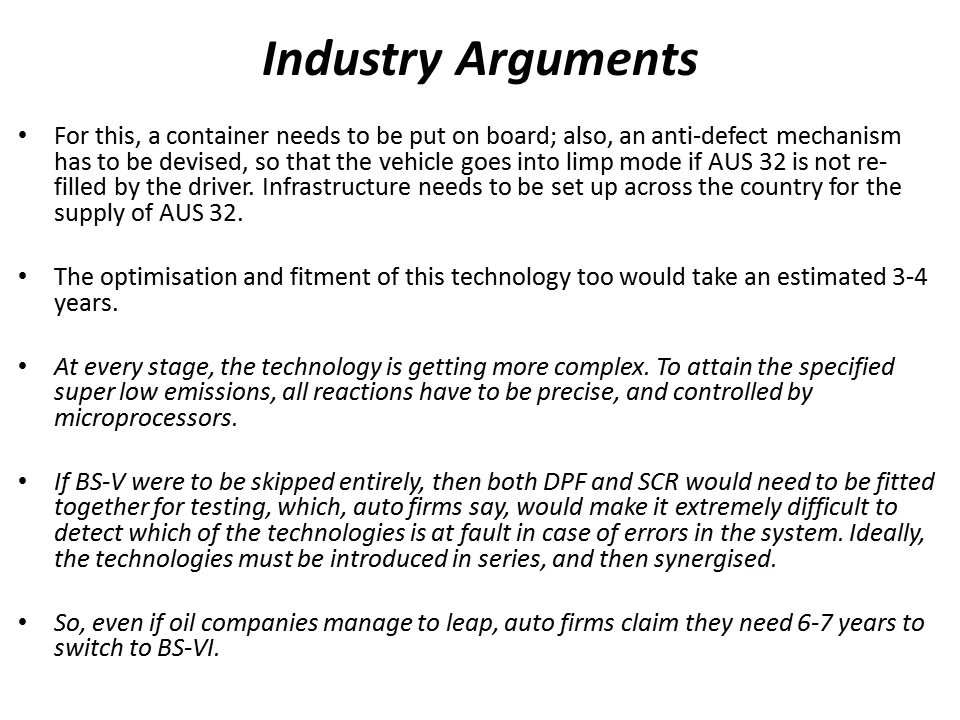 Industry Arguments
• For this, a container needs to be put on board; also, an anti-defect mechanism
has to be devised, so that the vehicle goes into limp mode if AUS 32 is not re-
filled by the driver. Infrastructure needs to be set up across the country for the
supply of AUS 32.
• The optimisation and fitment of this technology too would take an estimated 3-4
years.
• At every stage, the technology is getting more complex. To attain the specified
super low emissions, all reactions have to be precise, and controlled by
microprocessors.
• If BS-V were to be skipped entirely, then both DPF and SCR would need to be fitted
together for testing, which, auto firms say, would make it extremely difficult to
detect which of the technologies is at fault in case of errors in the system. Ideally,
the technologies must be introduced in series, and then synergised.
• So, even if oil companies manage to leap, auto firms claim they need 6-7 years to
switch to BS-VI.